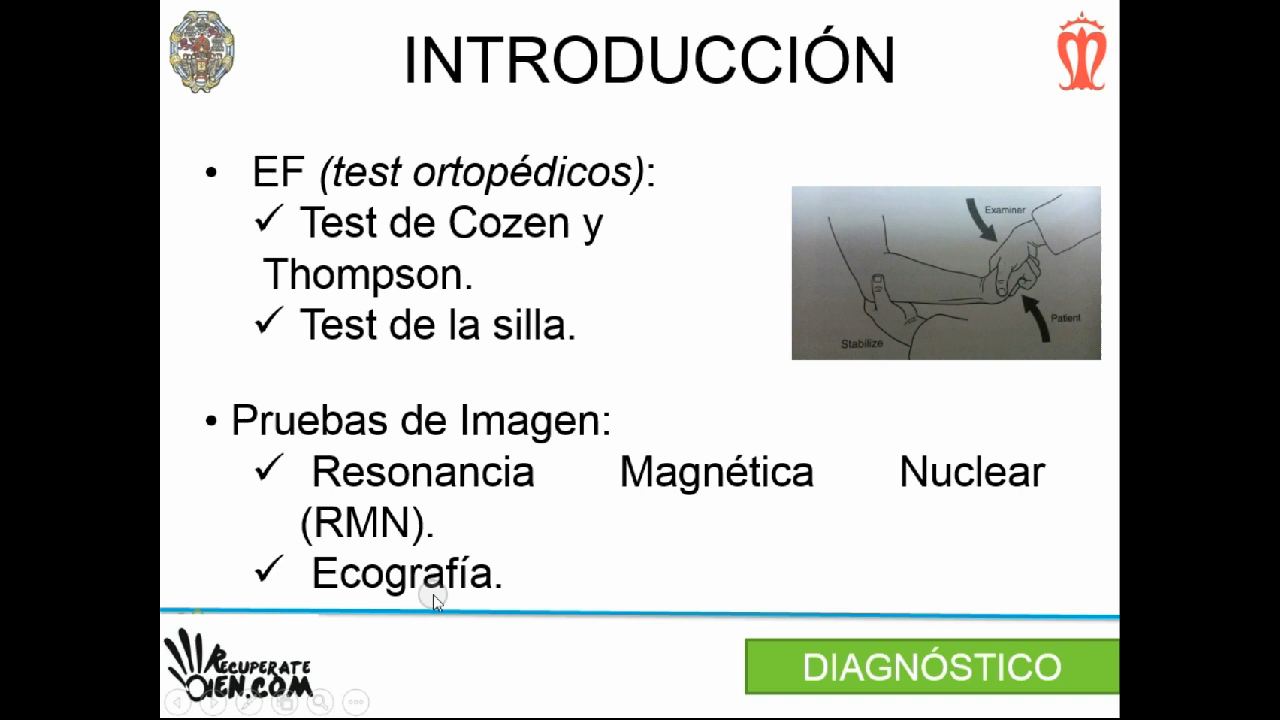 INTRODUCCIÓN
• EF (test ortopédicos):
✓ Test de Cozen y
Thompson.
✓ Test de la silla.
Examiner
Patient
Stabilize
• Pruebas de Imagen:
✓ Resonancia Magnética Nuclear
(RMN).
✓ Ecografía.
RECUPERATE
BIEN.COM
DIAGNÓSTICO